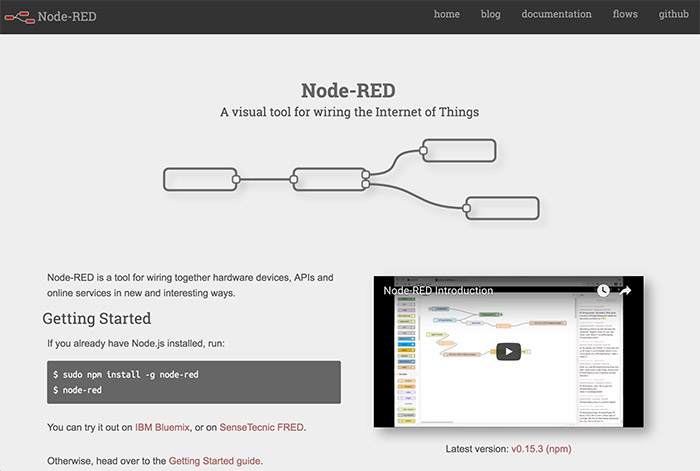 Node-RED
home blog documentation flows github
Node-RED
A visual tool for wiring the Internet of Things
Node-RED is a tool for wiring together hardware devices, APIs and
online services in new and interesting ways.
Getting Started
If you already have Node.js installed, run:
$ sudo npm install -g node-red
$ node-red
You can try it out on IBM Bluemix, or on SenseTecnic FRED.
Otherwise, head over to the Getting Started guide.
Node-RED Introduction
Latest version: v0.15.3 (npm)